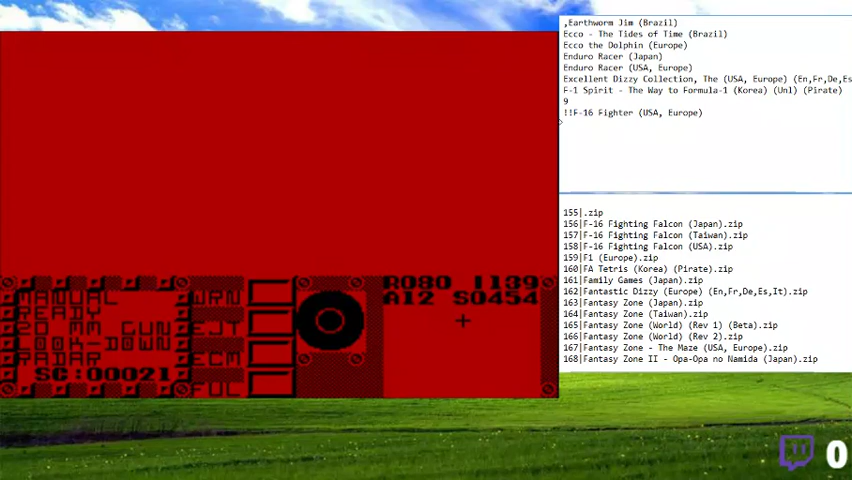 ,Earthworm Jim (Brazil)
Ecco - The Tides of Time (Brazil)
Ecco the Dolphin (Europe)
Enduro Racer (Japan)
Enduro Racer (USA, Europe)
Excellent Dizzy Collection, The (USA, Europe) (En,Fr,De,Es
F-1 Spirit - The Way to Formula-1 (Korea) (Unl) (Pirate)
9
!!F-16 Fighter (USA, Europe)
155|.zip
156|F-16 Fighting Falcon (Japan).zip
157|F-16 Fighting Falcon (Taiwan).zip
158|F-16 Fighting Falcon (USA).zip
159|F1 (Europe).zip
160|FA Tetris (Korea) (Pirate).zip
161|Family Games (Japan).zip
162|Fantastic Dizzy (Europe) (En,Fr,De,Es,It).zip
163|Fantasy Zone (Japan).zip
164|Fantasy Zone (Taiwan).zip
165|Fantasy Zone (World) (Rev 1) (Beta).zip
166|Fantasy Zone (World) (Rev 2).zip
167|Fantasy Zone - The Maze (USA, Europe).zip
168|Fantasy Zone II - Opa-Opa no Namida (Japan).zip
MANUAL
READY
20 MM GUN
LOOK-DOWN
RADAR
SC:00021
WRN
EJT
ECM
FUL
R080 1139
A12 S0454
0